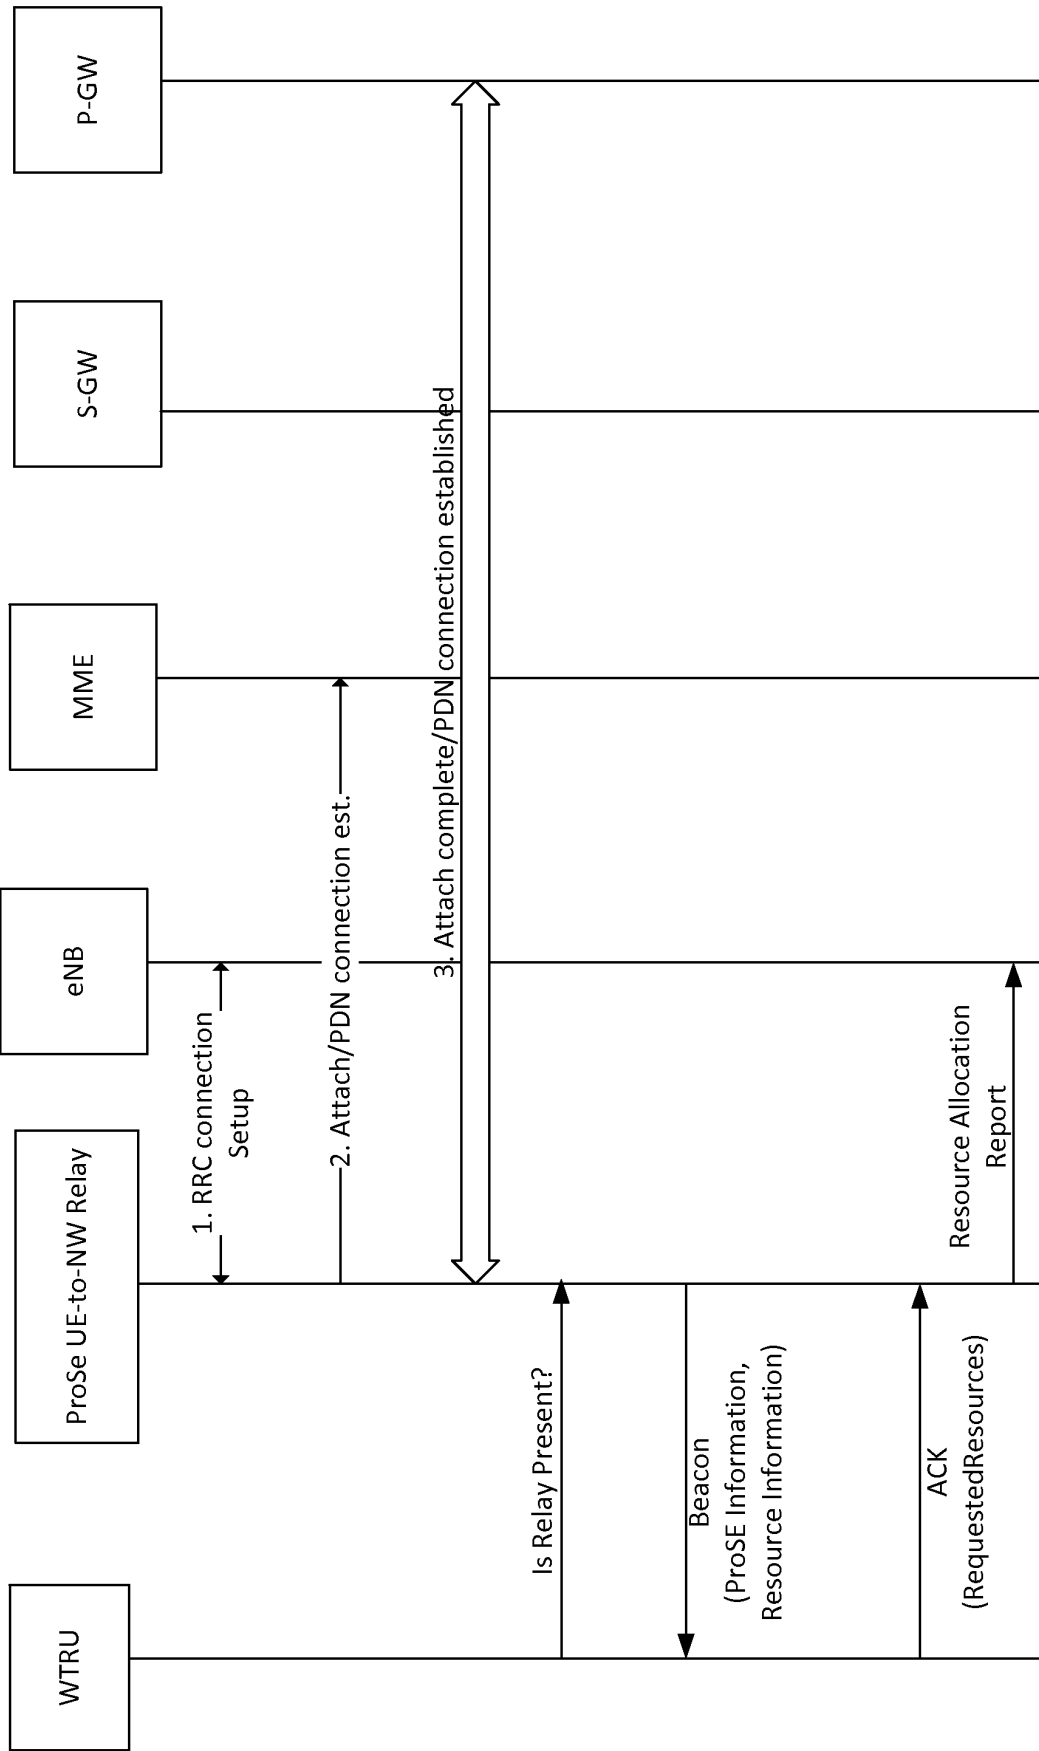 WTRU
ProSe UE-to-NW Relay
eNB
MME
S-GW
P-GW
1. RRC connection
Setup
2. Attach/PDN connection est.
3. Attach complete/PDN connection established
Is Relay Present?
Beacon
(ProSE Information,
Resource Information)
ACK
(RequestedResources)
Resource Allocation
Report